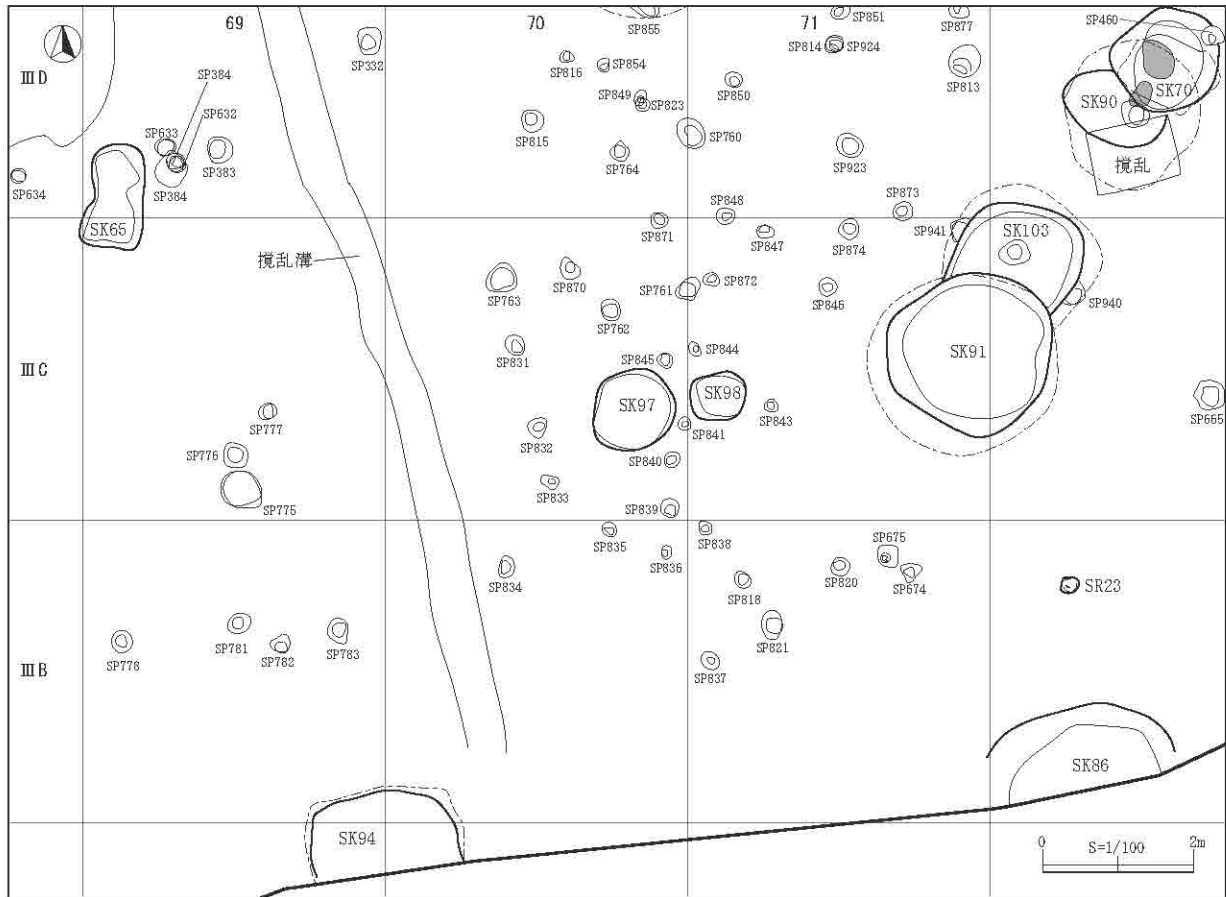 69
70
71
ⅢD
ⅢC
ⅢB
SP384
SP632
SP633
SP384
SP383
SP634
SK65
SP332
攪乱溝
SP855
SP816
SP854
SP849
SP823
SP815
SP764
SP760
SP850
SP851
SP814
SP924
SP877
SP813
SP923
SP460
SK70
SK90
攪乱
SP871
SP848
SP847
SP873
SP874
SP941
SK103
SP940
SP763
SP870
SP762
SP761
SP872
SP846
SK91
SP831
SP845
SP844
SK97
SK98
SP843
SP841
SP840
SP832
SP833
SP839
SP665
SP777
SP776
SP775
SP835
SP836
SP838
SP834
SP818
SP821
SP820
SP675
SP674
SP837
SR23
SP778
SP781
SP782
SP783
SK94
SK86
0 S=1/100 2m